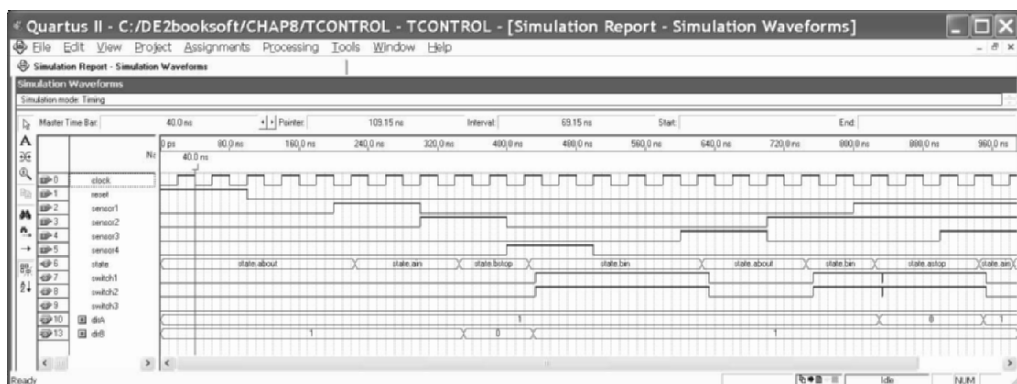 Quartus II - C:/DE2booksoft/CHAP8/TCONTROL - TCONTROL - [Simulation Report - Simulation Waveforms]
File Edit View Project Assignments Processing Tools Window Help
Simulation Report - Simulation Waveforms
Simulation Waveforms
Simulation mode: Timing
Master Time Bar: 40.0 ns Pointer: 109.15 ns Interval: 69.15 ns Start: End:
0 ps 80.0 ns 160.0 ns 240.0 ns 320.0 ns 400.0 ns 480.0 ns 560.0 ns 640.0 ns 720.0 ns 800.0 ns 880.0 ns 960.0 ns
40.0 ns
0 clock
1 reset
2 sensor1
3 sensor2
4 sensor3
5 sensor4
6 state state.about state.ain state.bstop state.bin state.about state.bin state.astop state.ain
7 switch1
8 switch2
9 switch3
10 dirA 1 0 1
13 dirB 1 0 1
Ready Idle NUM